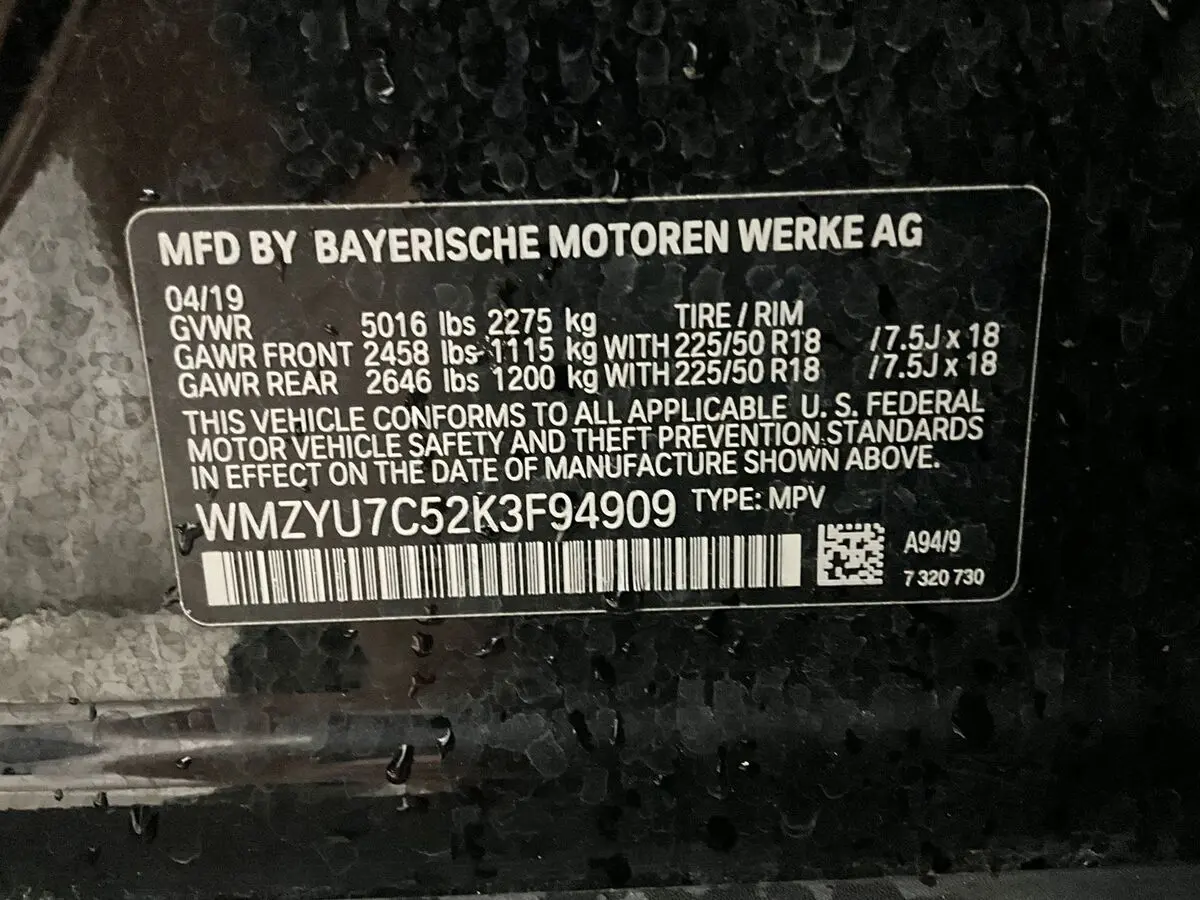 MFD BY BAYERISCHE MOTOREN WERKE AG
04/19
GVWR 5016 lbs 2275 kg TIRE / RIM
GAWR FRONT 2458 lbs 1115 kg WITH 225/50 R18 /7.5J x 18
GAWR REAR 2646 lbs 1200 kg WITH 225/50 R18 /7.5J x 18
THIS VEHICLE CONFORMS TO ALL APPLICABLE U. S. FEDERAL
MOTOR VEHICLE SAFETY AND THEFT PREVENTION STANDARDS
IN EFFECT ON THE DATE OF MANUFACTURE SHOWN ABOVE.
WMZYU7C52K3F94909 TYPE: MPV
A94/9
7 320 730